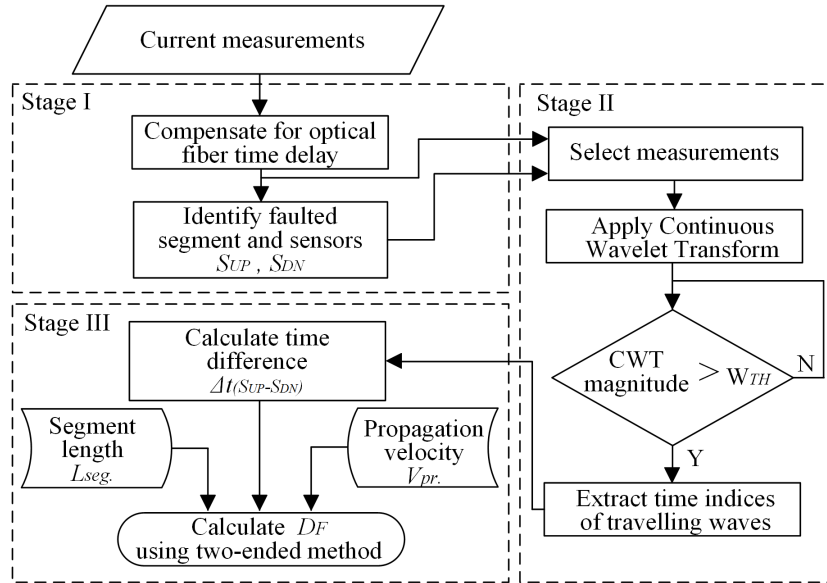 Current measurements
Stage I
Compensate for optical
fiber time delay
Identify faulted
segment and sensors
SUP , SDN
Stage II
Select measurements
Apply Continuous
Wavelet Transform
CWT
magnitude > WTH
N
Y
Extract time indices
of travelling waves
Stage III
Calculate time
difference
Δt(SUP-SDN)
Segment
length
Lseg.
Propagation
velocity
Vpr.
Calculate DF
using two-ended method